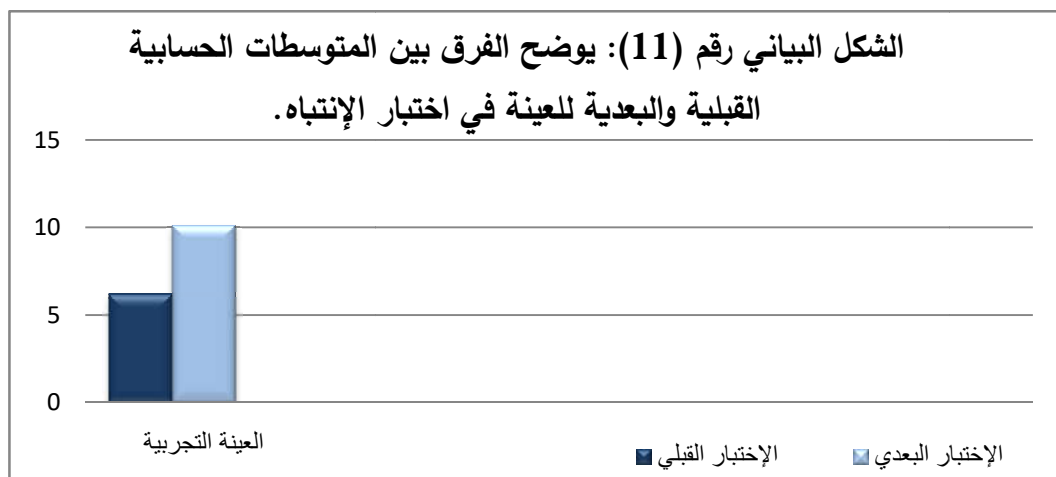 الشكل البياني رقم (11): يوضح الفرق بين المتوسطات الحسابية
القبلية والبعدية للعينة في اختبار الإنتباه.
15
10
5
0
العينة التجريبية
الإختبار القبلي
الإختبار البعدي